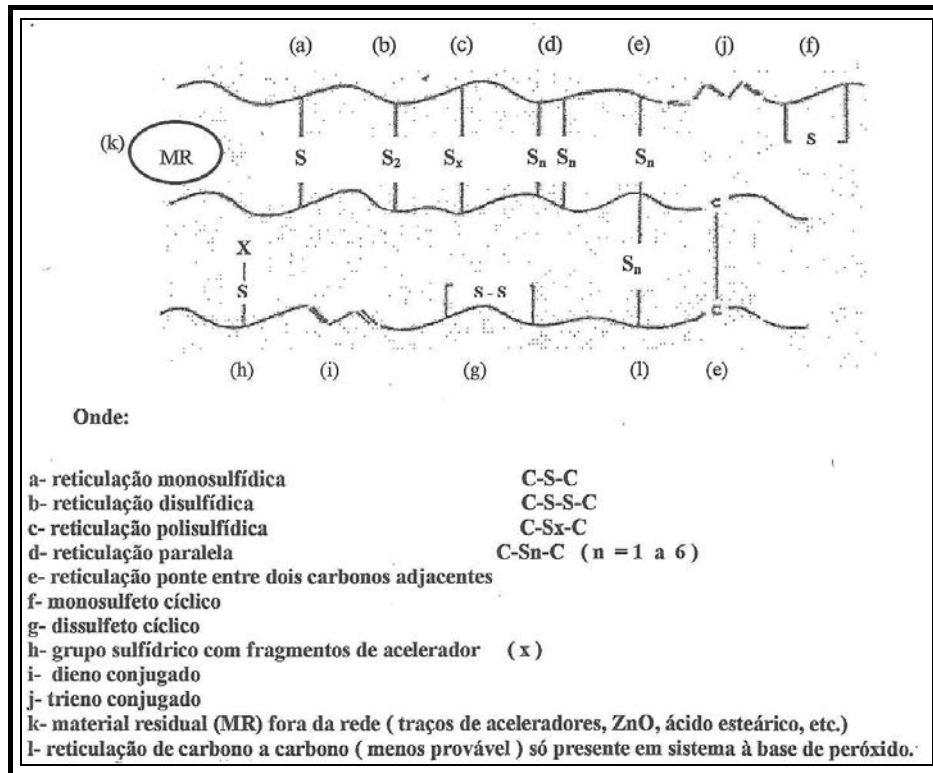 (a) (b) (c) (d) (e) (j) (f)
(k) MR S S₂ Sx Sn Sn Sn S
C
X
S Sn
S - S
C
(h) (i) (g) (l) (e)
Onde:
a- reticulação monosulfídica C-S-C
b- reticulação disulfídica C-S-S-C
c- reticulação polisulfídica C-Sx-C
d- reticulação paralela C-Sn-C ( n = 1 a 6 )
e- reticulação ponte entre dois carbonos adjacentes
f- monosulfeto cíclico
g- dissulfeto cíclico
h- grupo sulfídrico com fragmentos de acelerador ( x )
i- dieno conjugado
j- trieno conjugado
k- material residual (MR) fora da rede ( traços de aceleradores, ZnO, ácido esteárico, etc.)
l- reticulação de carbono a carbono ( menos provável ) só presente em sistema à base de peróxido.